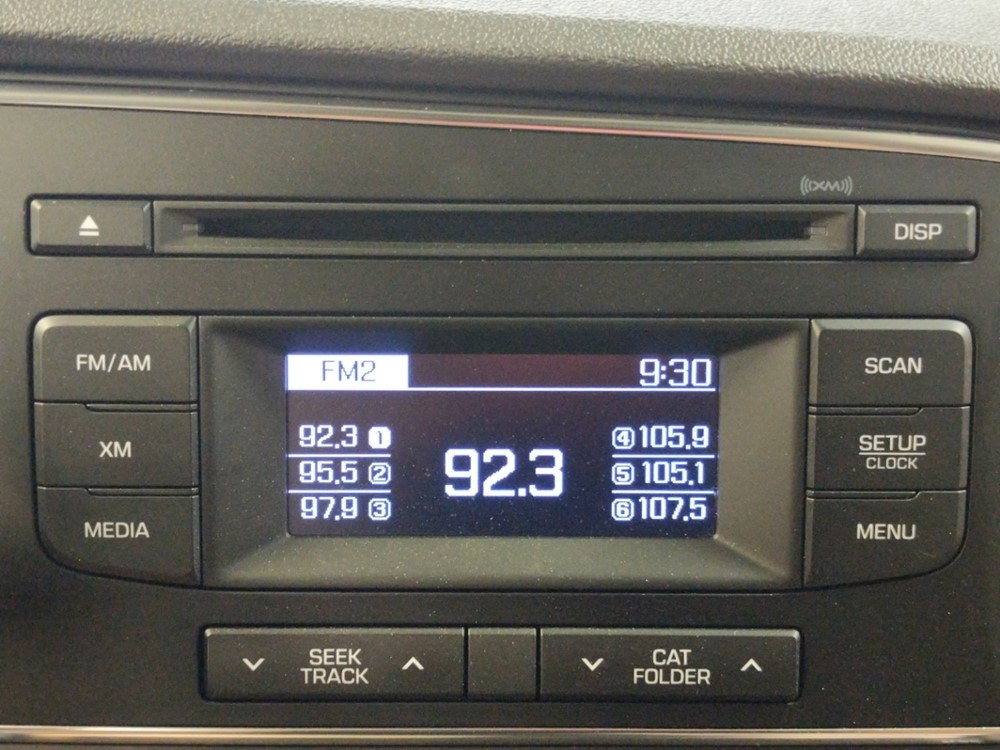 ((XM))
DISP
FM/AM
XM
MEDIA
FM2 9:30
92.3 1
95.5 2
97.9 3
92.3
4 105.9
5 105.1
6 107.5
SCAN
SETUP
CLOCK
MENU
SEEK
TRACK
CAT
FOLDER